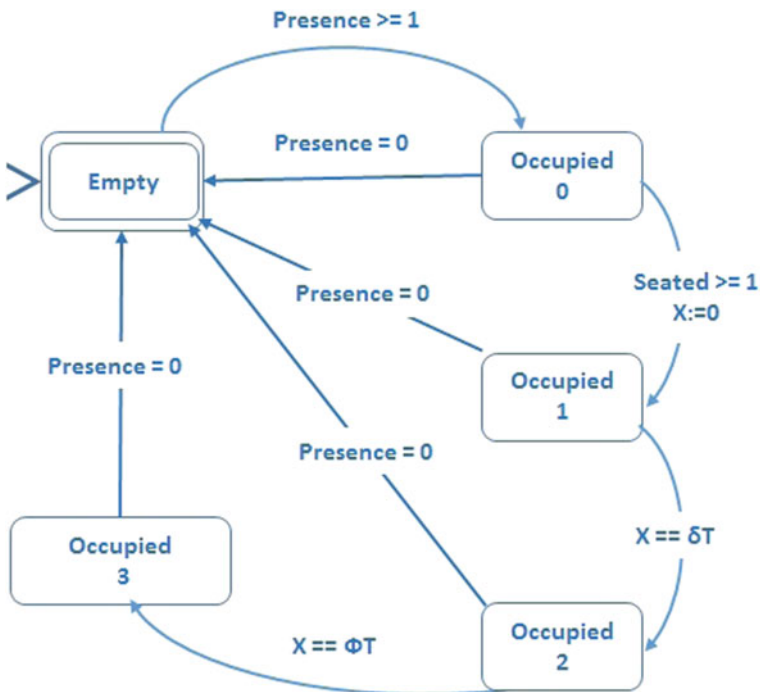 Presence >= 1
Presence = 0
Empty
Occupied
0
Seated >= 1
X:=0
Presence = 0
Presence = 0
Occupied
1
Presence = 0
X == δT
Occupied
3
Occupied
2
X == ΦT